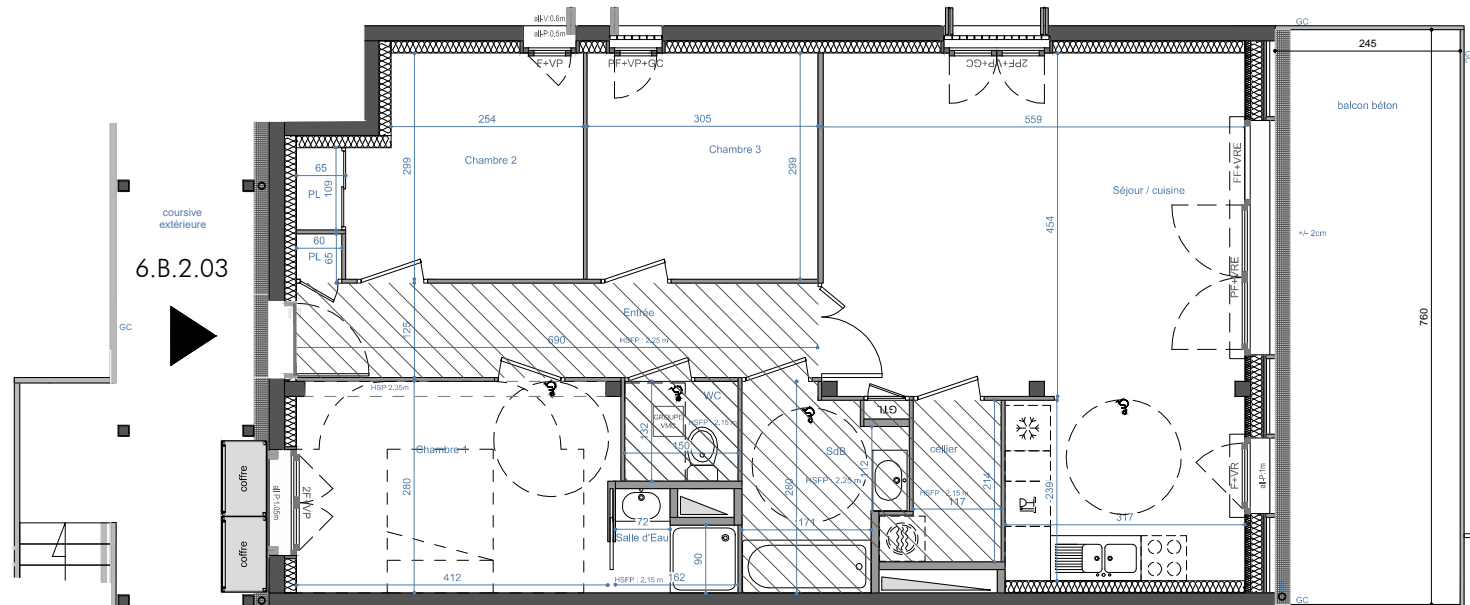 all-V:0.6m
all-P:0.5m
F+VP
PF+VP+GC
2PF+VP+GC
GC
245
254
305
559
balcon béton
Chambre 2
Chambre 3
Séjour / cuisine
299
299
65
109
PL
60
65
PL
coursive
extérieure
6.B.2.03
GC
454
FF+VRE
PF+VRE
+/- 2cm
760
Entrée
125
690
HSFP : 2.25 m
HSP 2.35m
WC
GROUPE
VMC
HSFP : 2.15 m
132
150
GTL
Chambre 1
280
SdB
112
HSFP : 2.25 m
280
171
cellier
HSFP : 2.15 m
214
117
239
317
F+VR
all-P:1m
coffre
coffre
all-P:1.05m
2F+VP
72
Salle d'Eau
90
HSFP : 2.15 m
162
412
GC